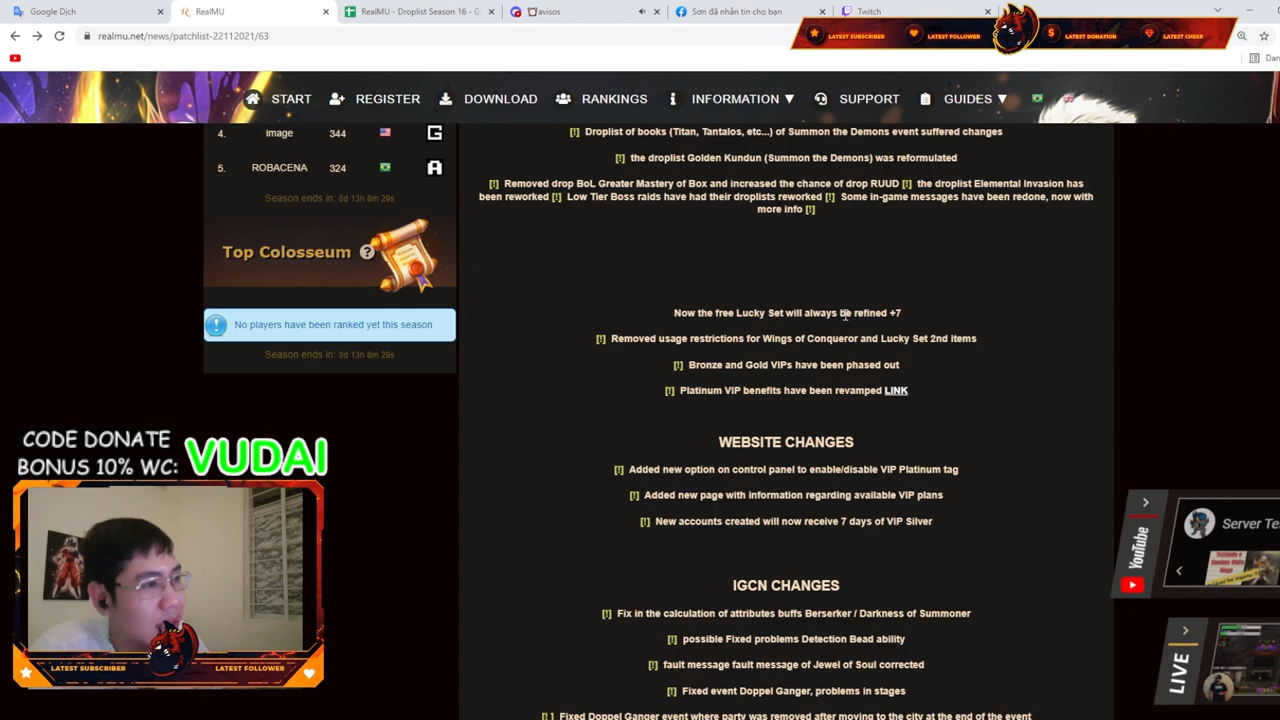 Google Dịch
RealMU
RealMU - Droplist Season 16 - G
avisos
Sơn đã nhắn tin cho bạn
Twitch
realmu.net/news/patchlist-22112021/63
LATEST SUBSCRIBER
LATEST FOLLOWER
LATEST DONATION
LATEST CHEER
Dan
START
REGISTER
DOWNLOAD
RANKINGS
INFORMATION ▼
SUPPORT
GUIDES ▼
4. image 344 G
5. ROBACENA 324 A
Season ends in: 8d 13h 8m 29s
Top Colosseum ?
No players have been ranked yet this season
Season ends in: 8d 13h 8m 29s
[!] Droplist of books (Titan, Tantalos, etc...) of Summon the Demons event suffered changes
[!] the droplist Golden Kundun (Summon the Demons) was reformulated
[!] Removed drop BoL Greater Mastery of Box and increased the chance of drop RUUD [!] the droplist Elemental Invasion has
been reworked [!] Low Tier Boss raids have had their droplists reworked [!] Some in-game messages have been redone, now with
more info [!]
Now the free Lucky Set will always be refined +7
[!] Removed usage restrictions for Wings of Conqueror and Lucky Set 2nd items
[!] Bronze and Gold VIPs have been phased out
[!] Platinum VIP benefits have been revamped LINK
WEBSITE CHANGES
[!] Added new option on control panel to enable/disable VIP Platinum tag
[!] Added new page with information regarding available VIP plans
[!] New accounts created will now receive 7 days of VIP Silver
IGCN CHANGES
[!] Fix in the calculation of attributes buffs Berserker / Darkness of Summoner
[!] possible Fixed problems Detection Bead ability
[!] fault message fault message of Jewel of Soul corrected
[!] Fixed event Doppel Ganger, problems in stages
[!] Fixed Doppel Ganger event where party was removed after moving to the city at the end of the event
CODE DONATE
BONUS 10% WC:
VUDAI
LATEST SUBSCRIBER
LATEST FOLLOWER
YouTube
Server Te
LIVE